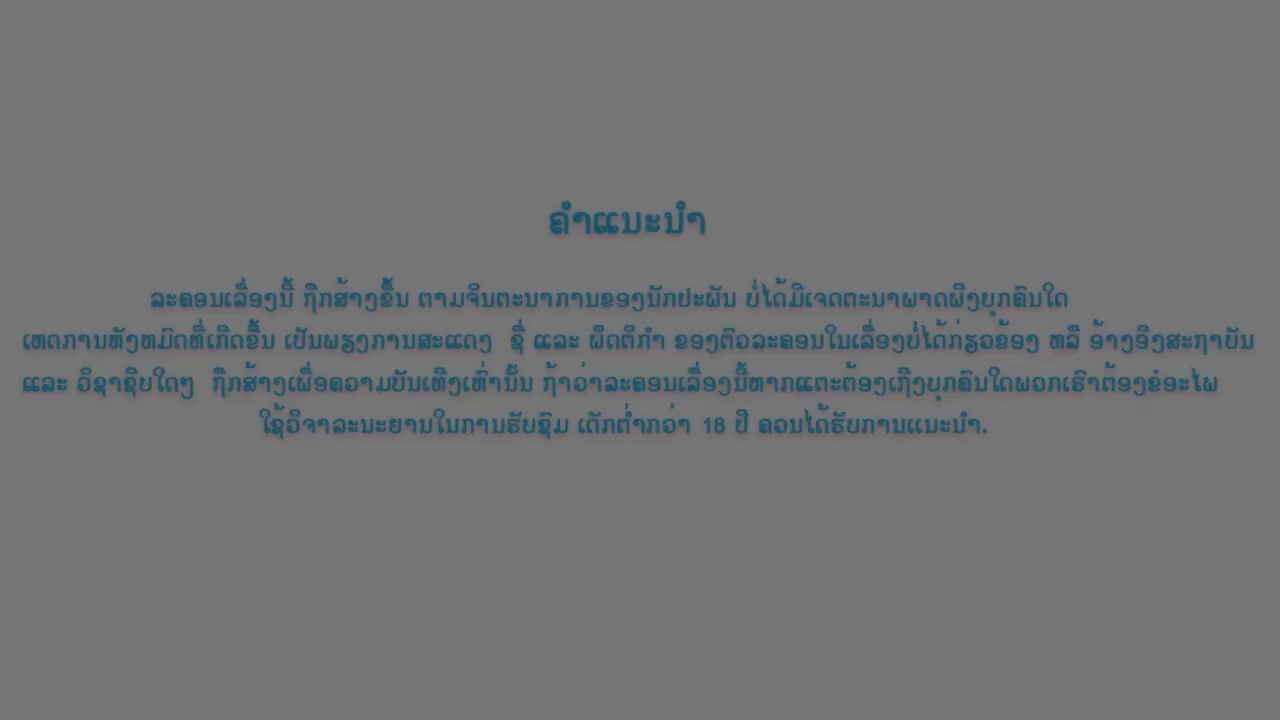 ຄຳແນະນຳ
ລະຄອນເລື່ອງນີ້ ຖືກສ້າງຂື້ນ ຕາມຈິນຕະນາການຂອງນັກປະພັນ ບໍ່ໄດ້ມີເຈດຕະນາພາດພີງບຸກຄົນໃດ
ເຫດການທັງຫມົດທີ່ເກີດຂື້ນ ເປັນພຽງການສະແດງ ຊື່ ແລະ ພຶດຕິກຳ ຂອງຕົວລະຄອນໃນເລື່ອງບໍ່ໄດ້ກ່ຽວຂ້ອງ ຫລື ອ້າງອີງສະຖາບັນ
ແລະ ວິຊາຊີບໃດໆ ຖືກສ້າງເພື່ອຄວາມບັນເທີງເທົ່ານັ້ນ ຖ້າວ່າລະຄອນເລື່ອງນີ້ຫາກແຕະຕ້ອງເຖີງບຸກຄົນໃດພວກເຮົາຕ້ອງຂໍອະໄພ
ໃຊ້ວິຈາລະນະຍານໃນການຮັບຊົມ ເດັກຕ່ຳກວ່າ 18 ປີ ຄວນໄດ້ຮັບການແນະນຳ.